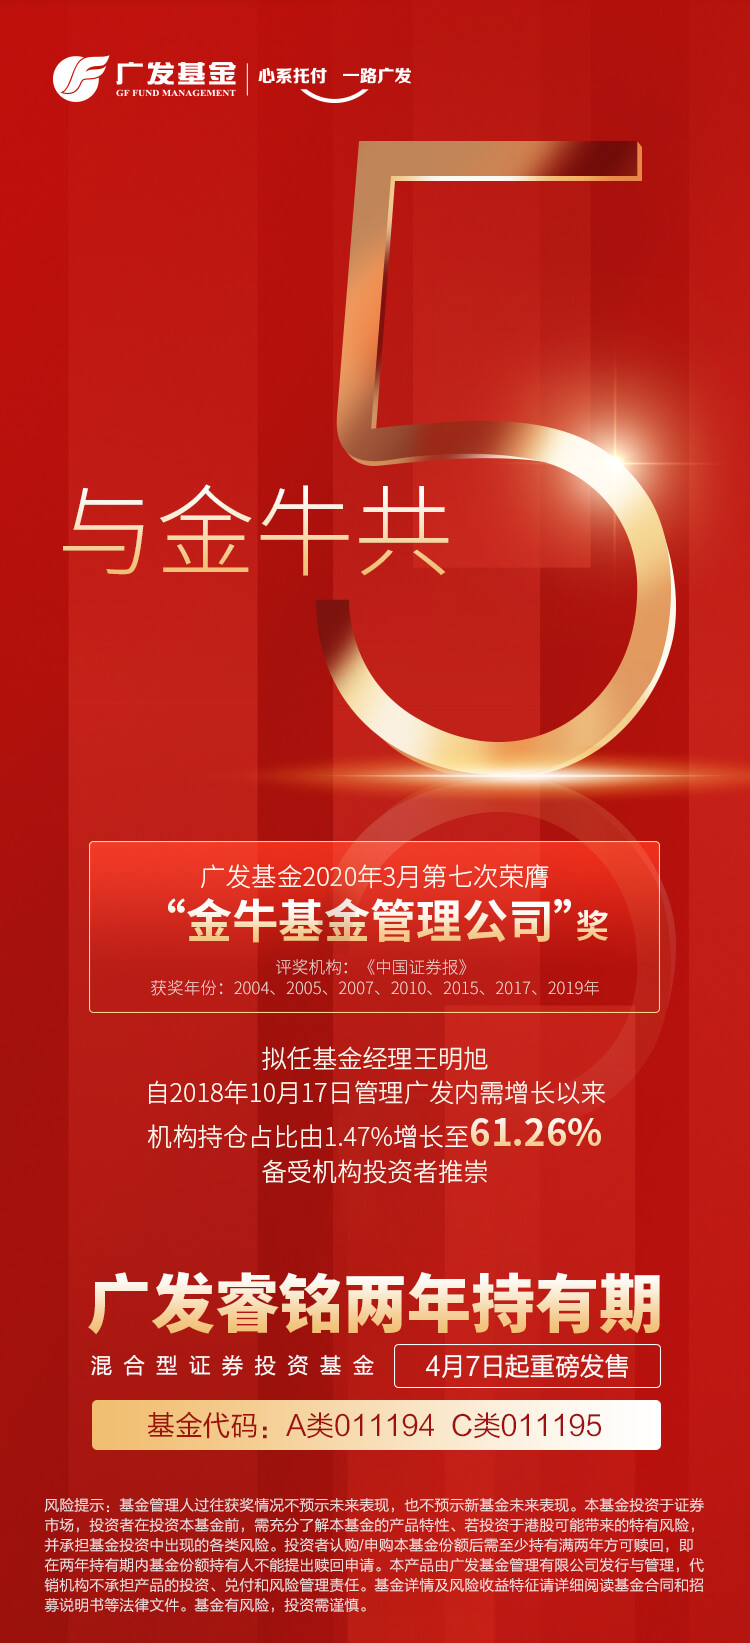 广发基金
GF FUND MANAGEMENT
心系托付 一路广发
5
与金牛共
广发基金2020年3月第七次荣膺
“金牛基金管理公司”奖
评奖机构：《中国证券报》
获奖年份：2004、2005、2007、2010、2015、2017、2019年
拟任基金经理王明旭
自2018年10月17日管理广发内需增长以来
机构持仓占比由1.47%增长至61.26%
备受机构投资者推崇
广发睿铭两年持有期
混合型证券投资基金 4月7日起重磅发售
基金代码：A类011194 C类011195
风险提示：基金管理人过往获奖情况不预示未来表现，也不预示新基金未来表现。本基金投资于证券
市场，投资者在投资本基金前，需充分了解本基金的产品特性、若投资于港股可能带来的特有风险，
并承担基金投资中出现的各类风险。投资者认购/申购本基金份额后需至少持有满两年方可赎回，即
在两年持有期内基金份额持有人不能提出赎回申请。本产品由广发基金管理有限公司发行与管理，代
销机构不承担产品的投资、兑付和风险管理责任。基金详情及风险收益特征请详细阅读基金合同和招
募说明书等法律文件。基金有风险，投资需谨慎。